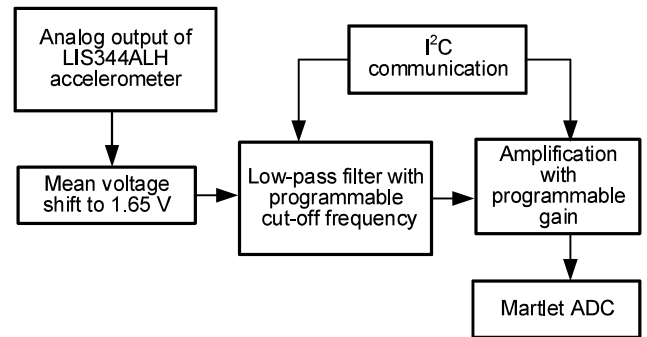 Analog output of
LIS344ALH
accelerometer
I²C
communication
Mean voltage
shift to 1.65 V
Low-pass filter with
programmable
cut-off frequency
Amplification
with
programmable
gain
Martlet ADC